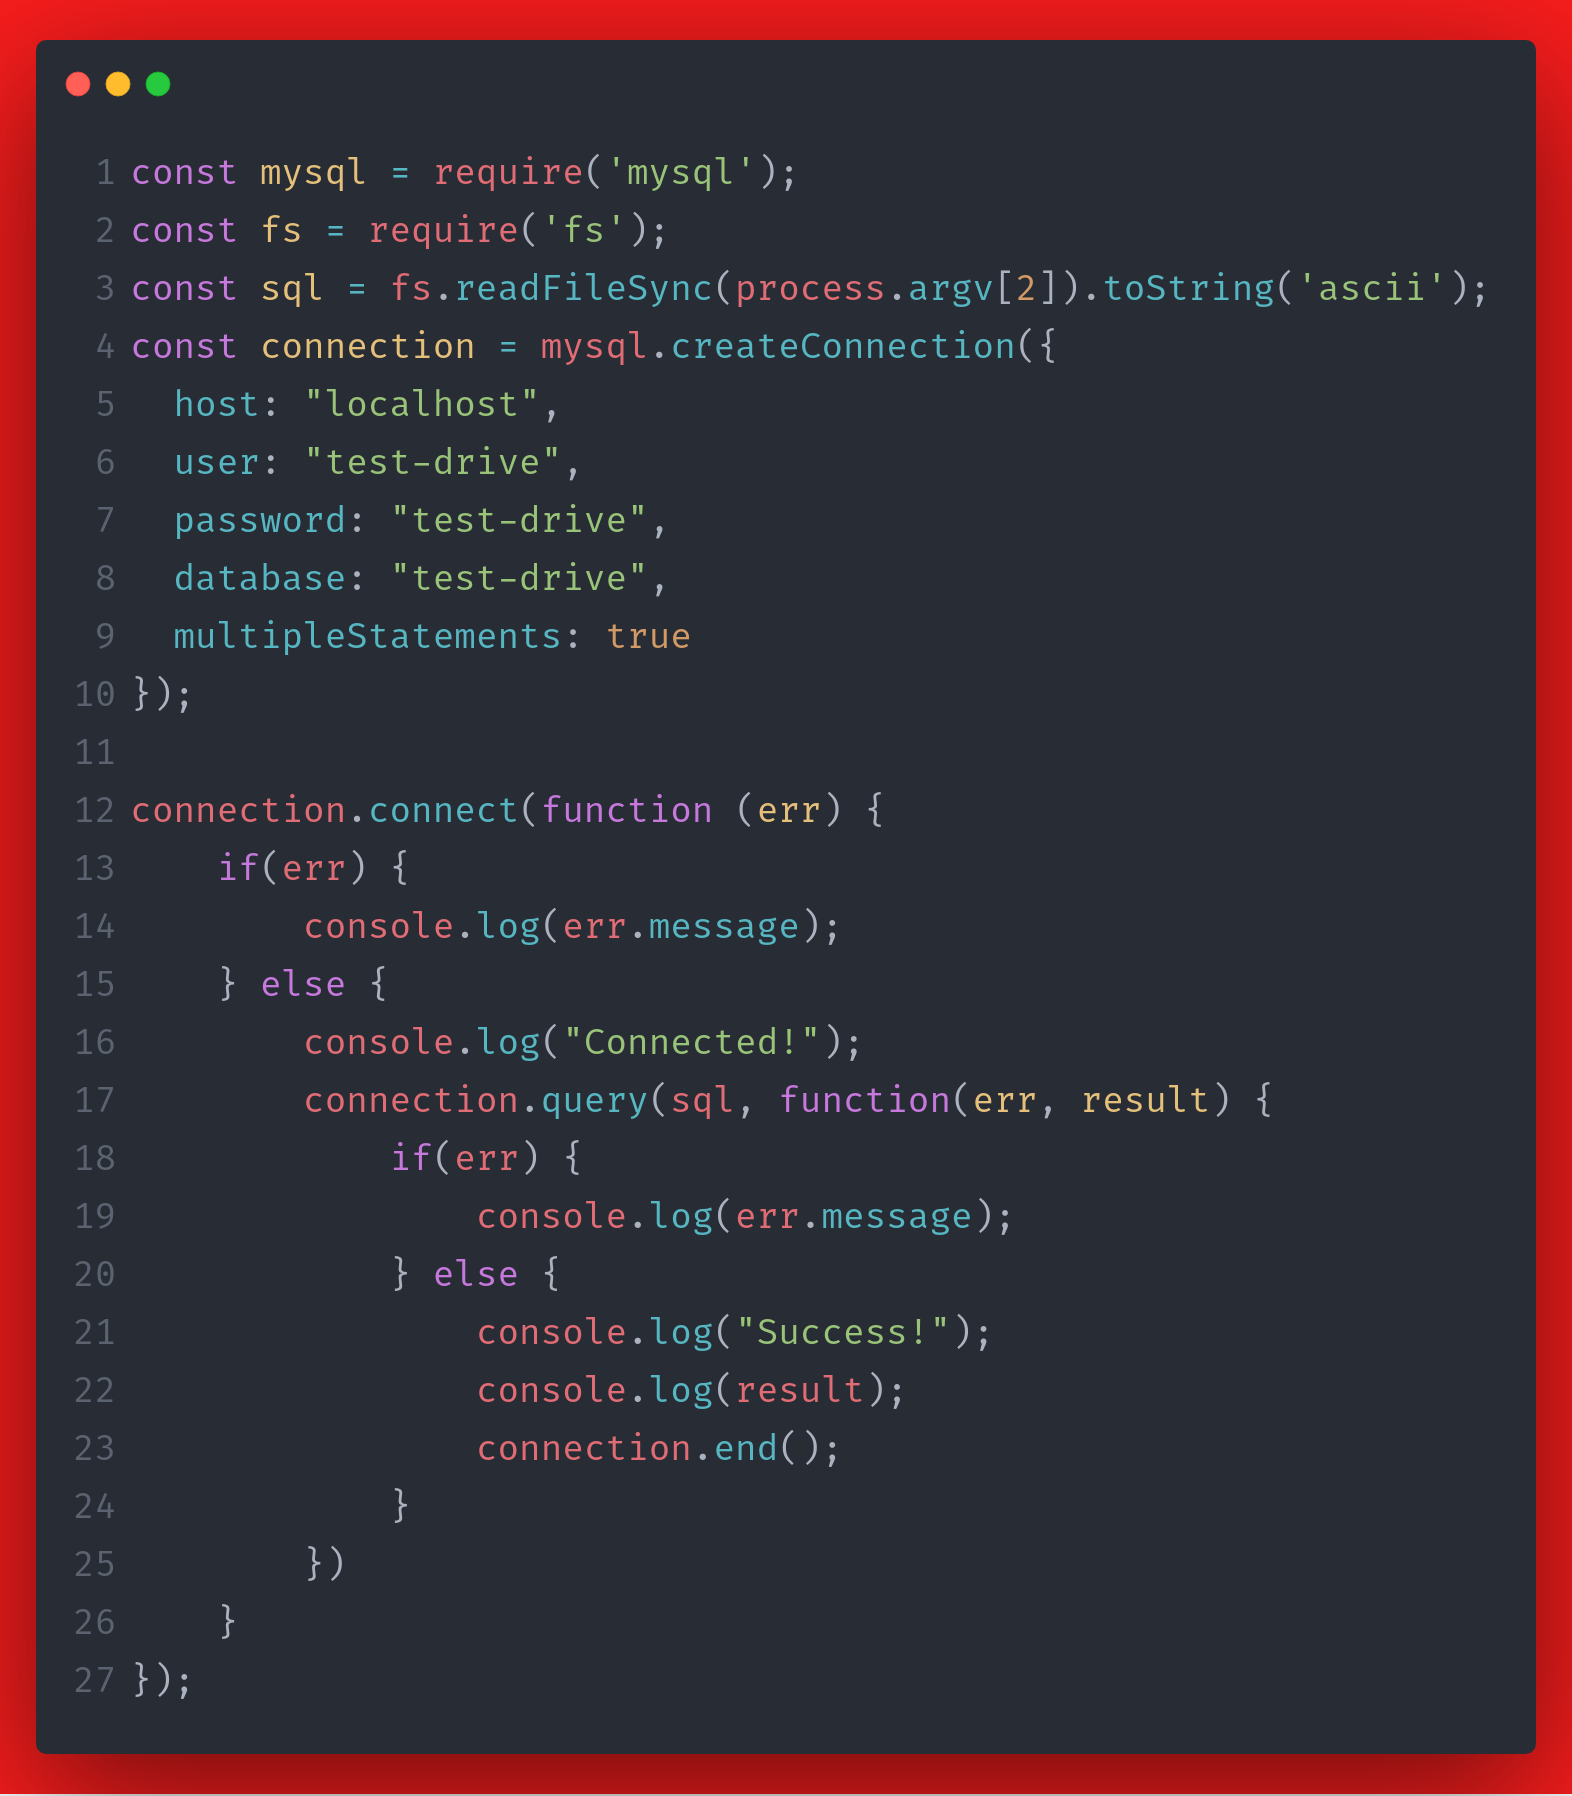 1 const mysql = require('mysql');
2 const fs = require('fs');
3 const sql = fs.readFileSync(process.argv[2]).toString('ascii');
4 const connection = mysql.createConnection({
5   host: "localhost",
6   user: "test-drive",
7   password: "test-drive",
8   database: "test-drive",
9   multipleStatements: true
10 });
11
12 connection.connect(function (err) {
13     if(err) {
14         console.log(err.message);
15     } else {
16         console.log("Connected!");
17         connection.query(sql, function(err, result) {
18             if(err) {
19                 console.log(err.message);
20             } else {
21                 console.log("Success!");
22                 console.log(result);
23                 connection.end();
24             }
25         })
26     }
27 });